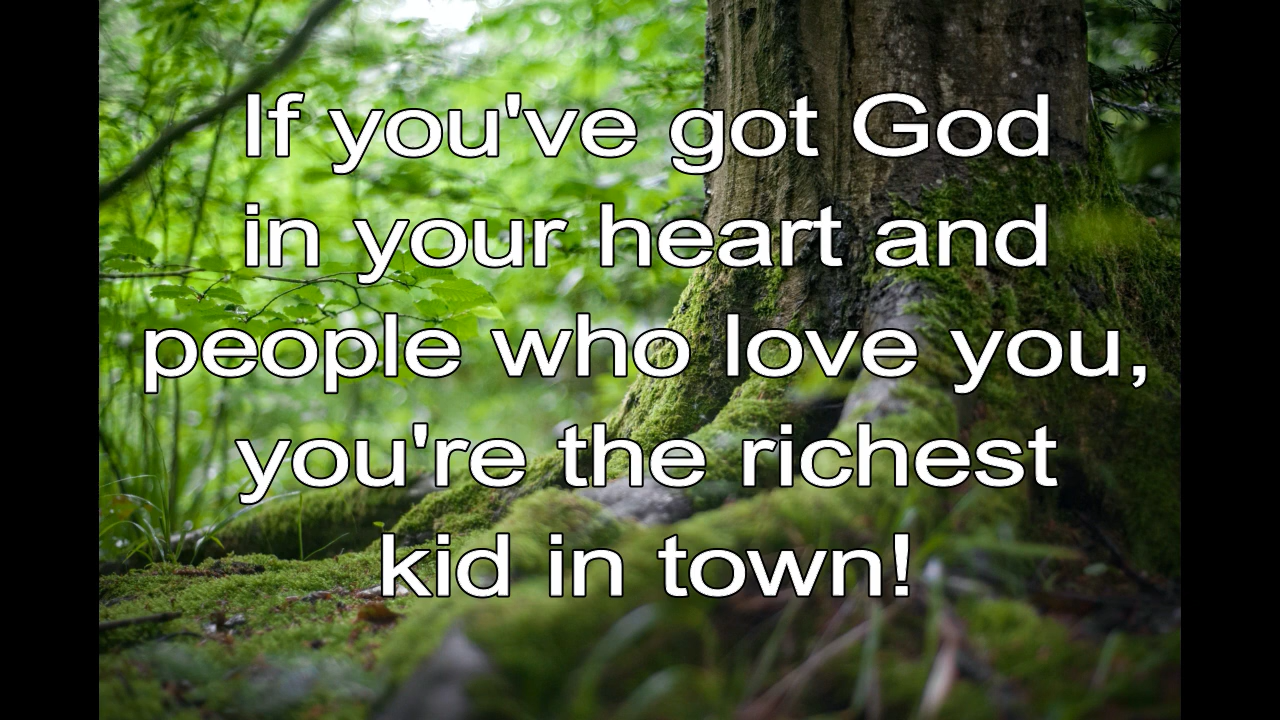 If you've got God
in your heart and
people who love you,
you're the richest
kid in town!